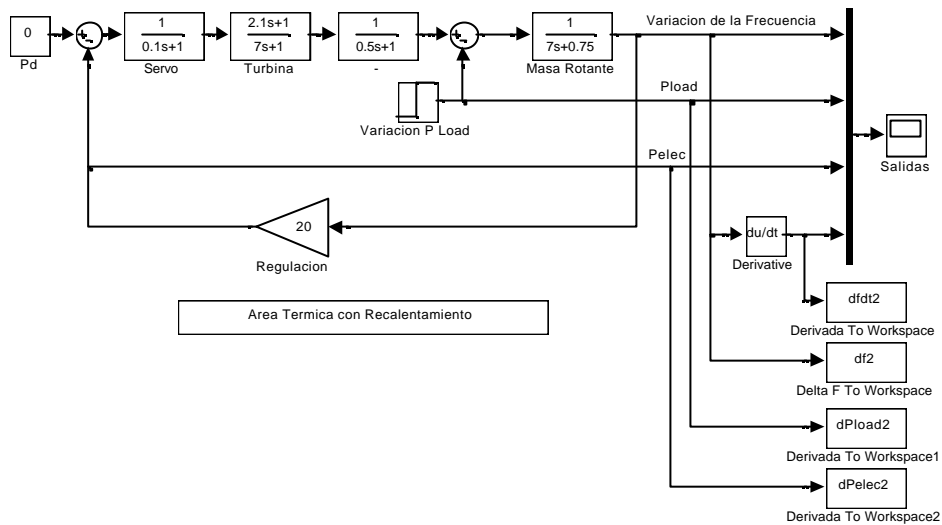 0
Pd
1
0.1s+1
Servo
2.1s+1
7s+1
Turbina
1
0.5s+1
-
1
7s+0.75
Masa Rotante
Variacion de la Frecuencia
Variacion P Load
Pload
Pelec
Salidas
20
Regulacion
du/dt
Derivative
Area Termica con Recalentamiento
dfdt2
Derivada To Workspace
df2
Delta F To Workspace
dPload2
Derivada To Workspace1
dPelec2
Derivada To Workspace2